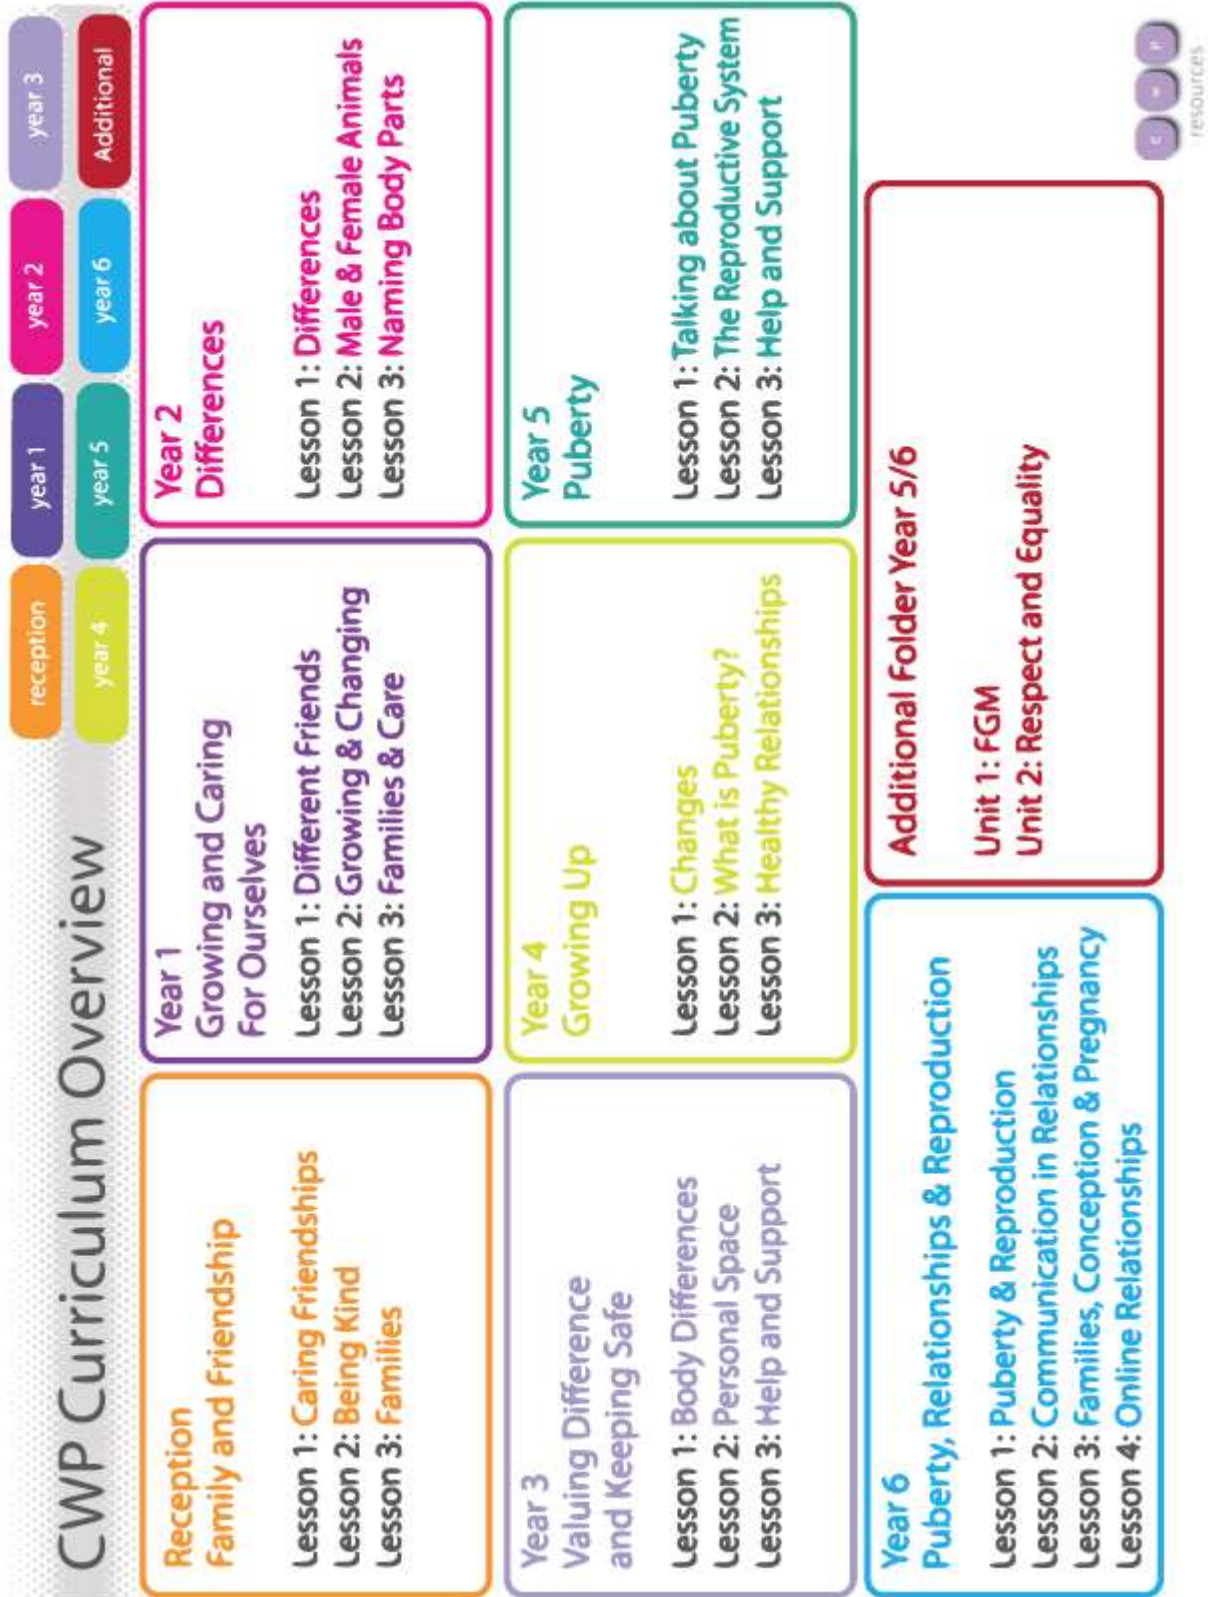 CWP Curriculum Overview
reception
year 1
year 2
year 3
year 4
year 5
year 6
Additional
Reception
Family and Friendship
Lesson 1: Caring Friendships
Lesson 2: Being Kind
Lesson 3: Families
Year 1
Growing and Caring
For Ourselves
Lesson 1: Different Friends
Lesson 2: Growing & Changing
Lesson 3: Families & Care
Year 2
Differences
Lesson 1: Differences
Lesson 2: Male & Female Animals
Lesson 3: Naming Body Parts
Year 3
Valuing Difference
and Keeping Safe
Lesson 1: Body Differences
Lesson 2: Personal Space
Lesson 3: Help and Support
Year 4
Growing Up
Lesson 1: Changes
Lesson 2: What is Puberty?
Lesson 3: Healthy Relationships
Year 5
Puberty
Lesson 1: Talking about Puberty
Lesson 2: The Reproductive System
Lesson 3: Help and Support
Year 6
Puberty, Relationships & Reproduction
Lesson 1: Puberty & Reproduction
Lesson 2: Communication in Relationships
Lesson 3: Families, Conception & Pregnancy
Lesson 4: Online Relationships
Additional Folder Year 5/6
Unit 1: FGM
Unit 2: Respect and Equality
c w p
resources